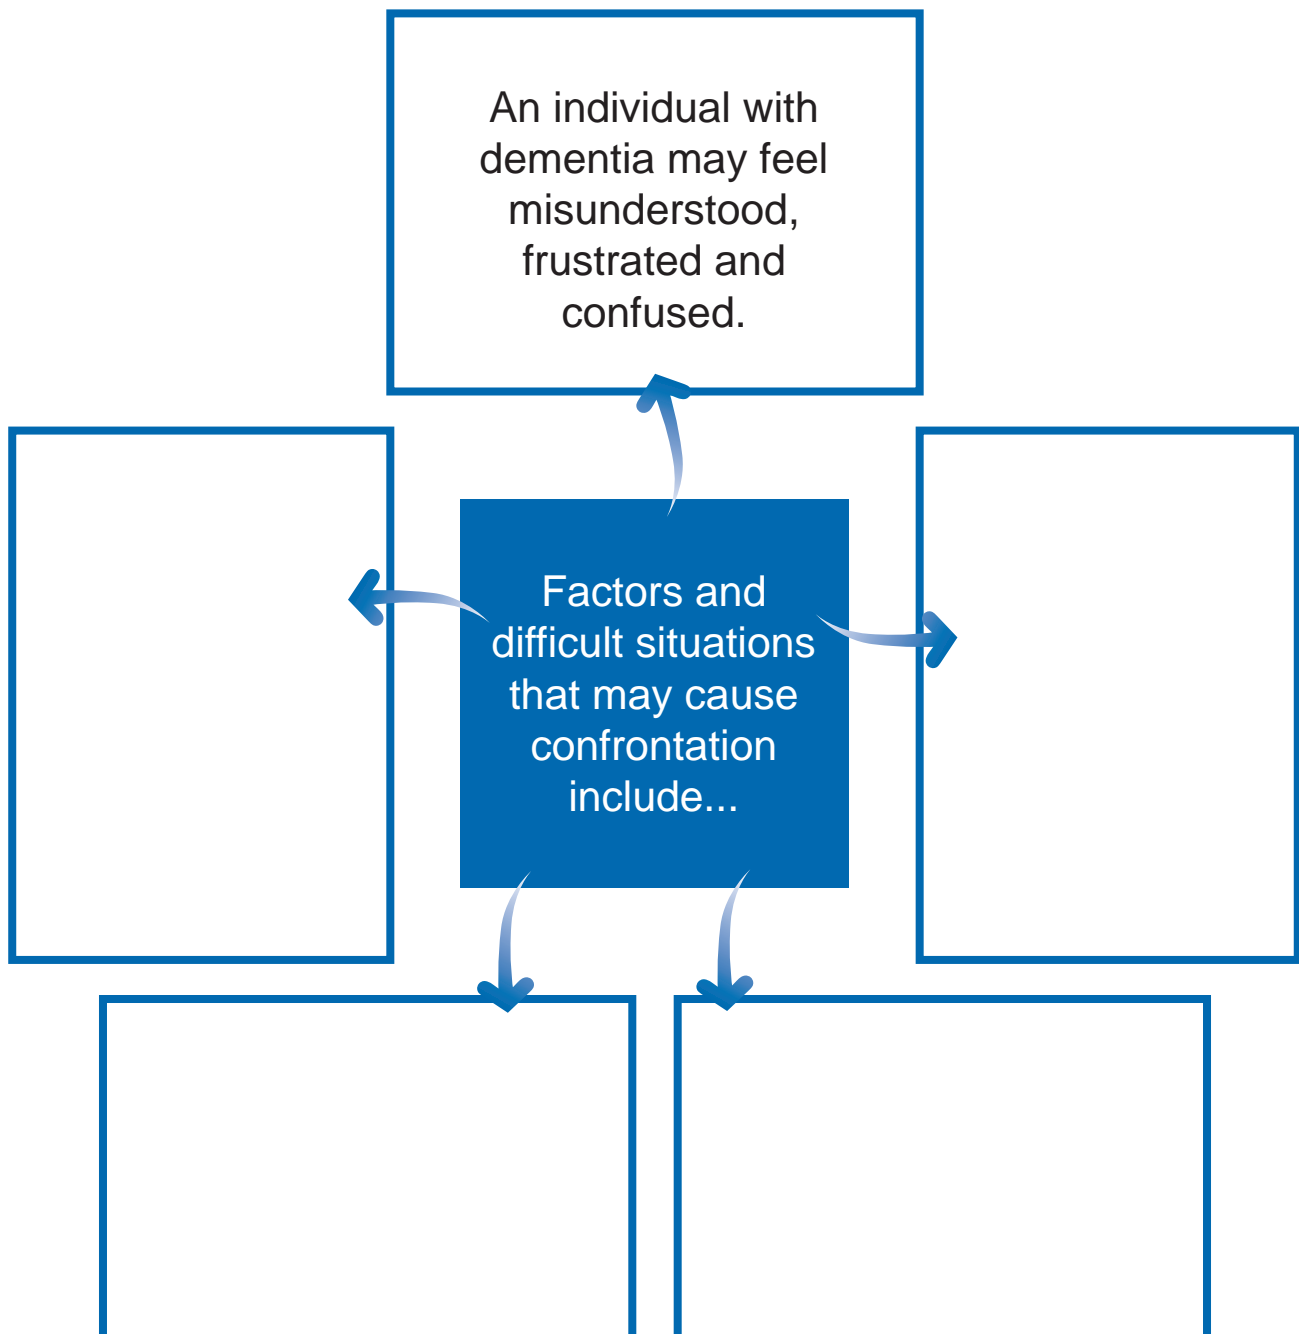 An individual with
dementia may feel
misunderstood,
frustrated and
confused.
Factors and
difficult situations
that may cause
confrontation
include...